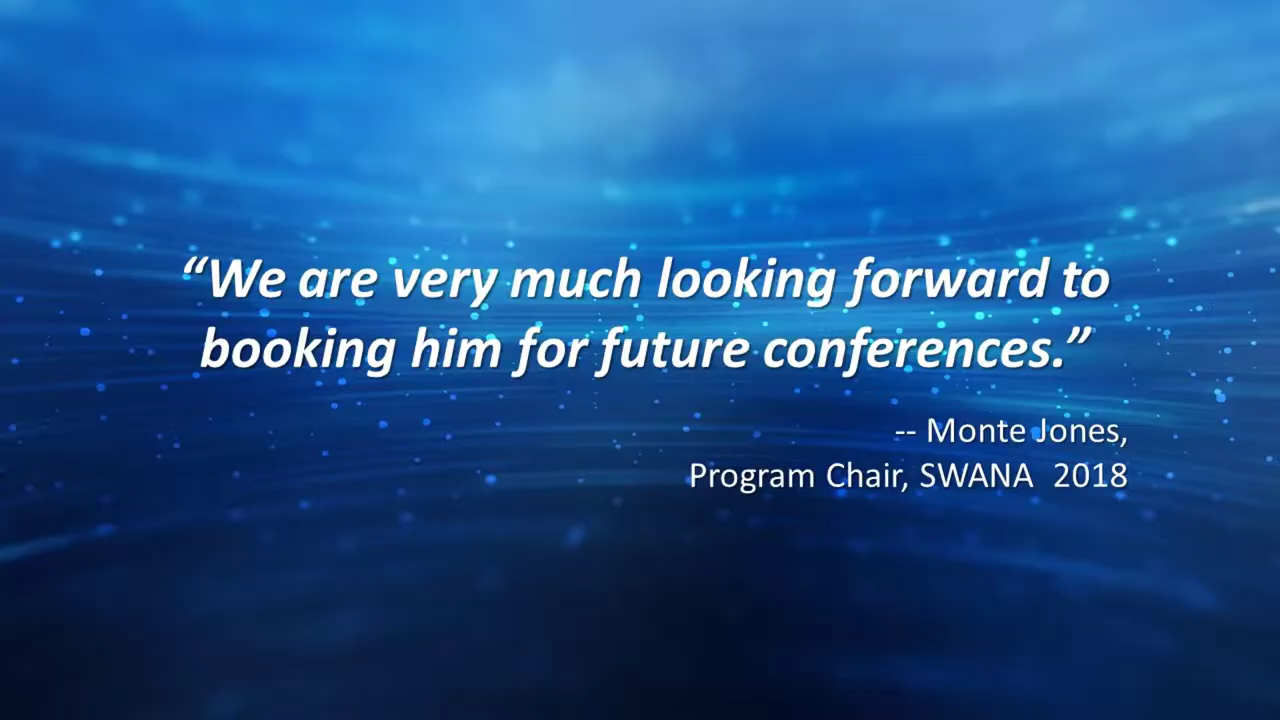 “We are very much looking forward to
booking him for future conferences.”
-- Monte Jones,
Program Chair, SWANA  2018